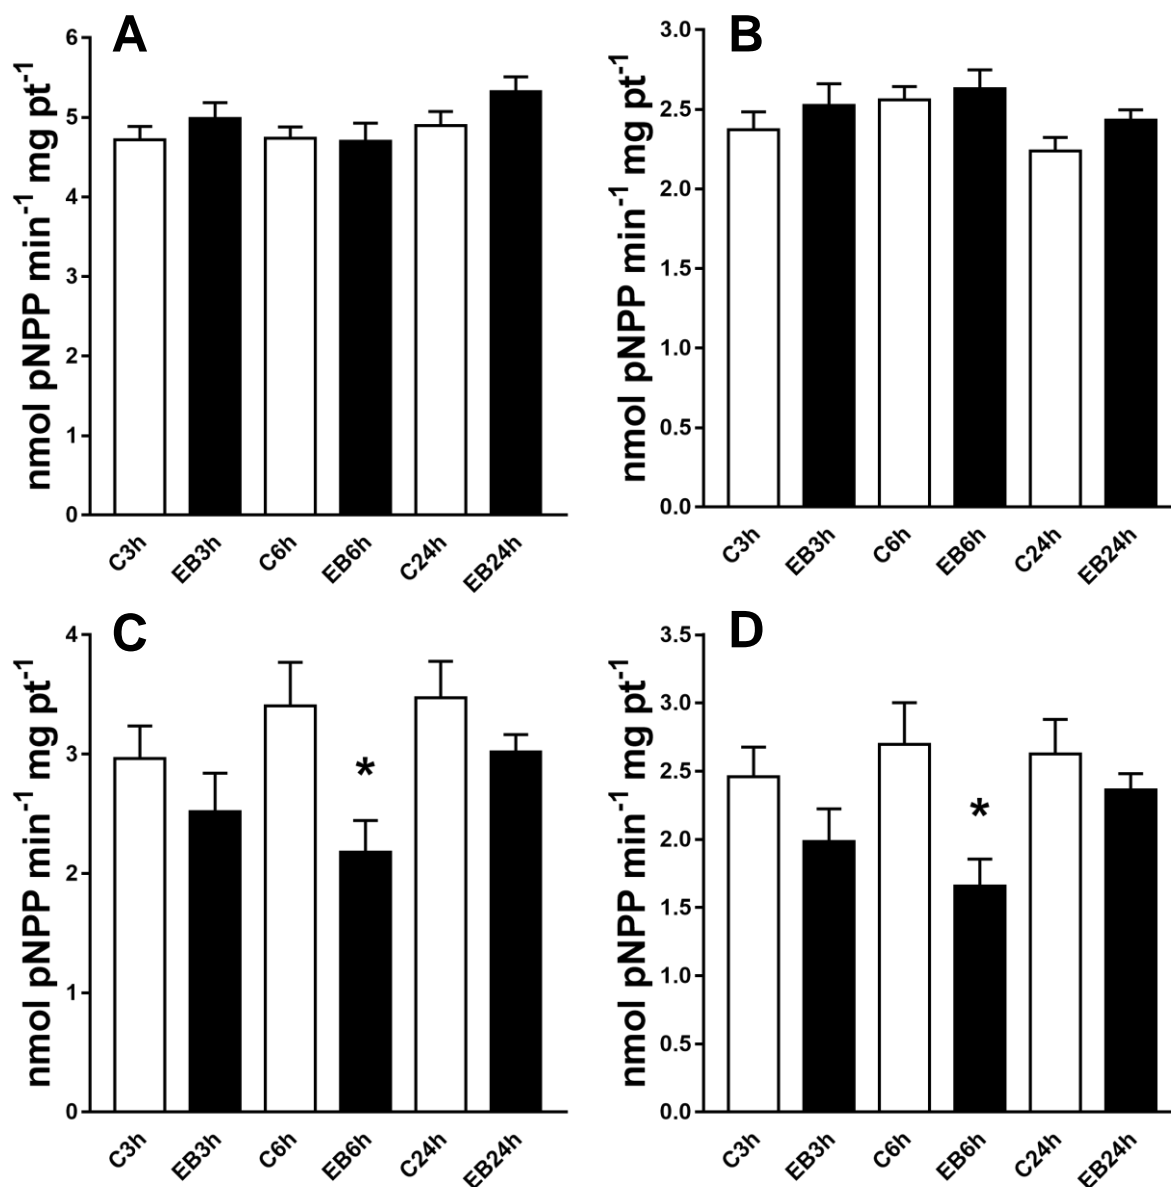 A
nmol pNPP min-1 mg pt-1
6
5
4
3
2
1
0
C3h
EB3h
C6h
EB6h
C24h
EB24h
B
nmol pNPP min-1 mg pt-1
3.0
2.5
2.0
1.5
1.0
0.5
0.0
C3h
EB3h
C6h
EB6h
C24h
EB24h
C
nmol pNPP min-1 mg pt-1
4
3
2
1
0
*
C3h
EB3h
C6h
EB6h
C24h
EB24h
D
nmol pNPP min-1 mg pt-1
3.5
3.0
2.5
2.0
1.5
1.0
0.5
0.0
*
C3h
EB3h
C6h
EB6h
C24h
EB24h